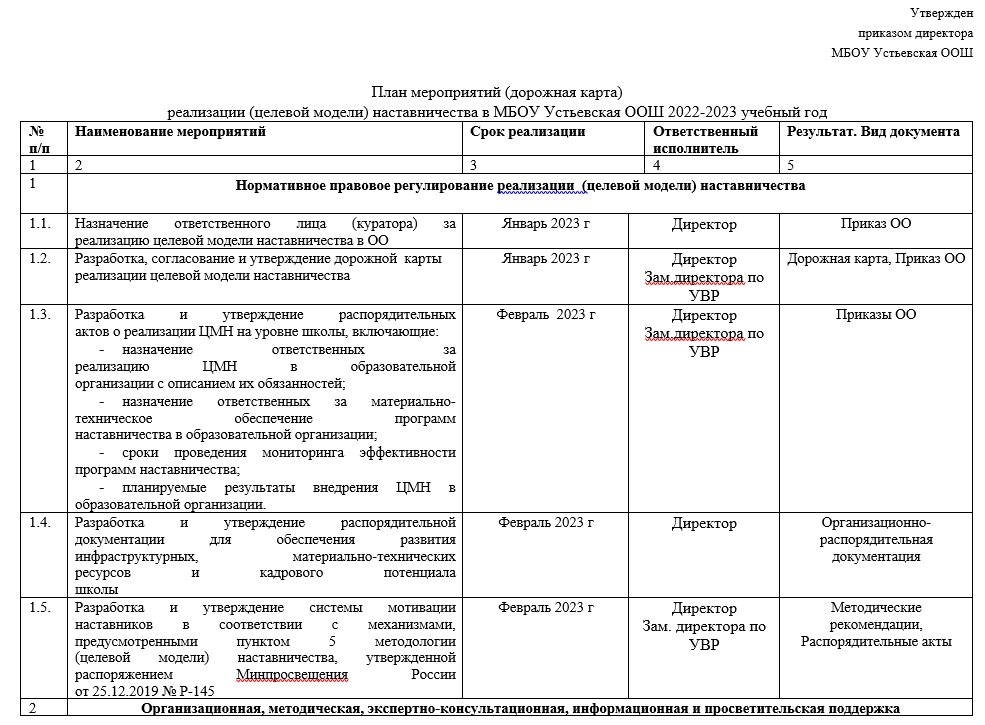 Утвержден
приказом директора
МБОУ Устьевская ООШ
План мероприятий (дорожная карта)
реализации (целевой модели) наставничества в МБОУ Устьевская ООШ 2022-2023 учебный год
№ п/п Наименование мероприятий Срок реализации Ответственный исполнитель Результат. Вид документа
1 2 3 4 5
1 Нормативное правовое регулирование реализации (целевой модели) наставничества
1.1. Назначение ответственного лица (куратора) за Январь 2023 г Директор Приказ ОО
реализацию целевой модели наставничества в ОО
1.2. Разработка, согласование и утверждение дорожной карты Январь 2023 г Директор Дорожная карта, Приказ ОО
реализации целевой модели наставничества Зам.директора по
УВР
1.3. Разработка и утверждение распорядительных Февраль 2023 г Директор Приказы ОО
актов о реализации ЦМН на уровне школы, включающие: Зам.директора по
- назначение ответственных за УВР
реализацию ЦМН в образовательной
организации с описанием их обязанностей;
- назначение ответственных за материально-
техническое обеспечение программ
наставничества в образовательной организации;
- сроки проведения мониторинга эффективности
программ наставничества;
- планируемые результаты внедрения ЦМН в
образовательной организации.
1.4. Разработка и утверждение распорядительной Февраль 2023 г Директор Организационно-
документации для обеспечения развития распорядительная
инфраструктурных, материально-технических документация
ресурсов и кадрового потенциала
школы
1.5. Разработка и утверждение системы мотивации Февраль 2023 г Директор Методические
наставников в соответствии с механизмами, Зам. директора по рекомендации,
предусмотренными пунктом 5 методологии УВР Распорядительные акты
(целевой модели) наставничества, утвержденной
распоряжением Минпросвещения России
от 25.12.2019 № Р-145
2 Организационная, методическая, экспертно-консультационная, информационная и просветительская поддержка